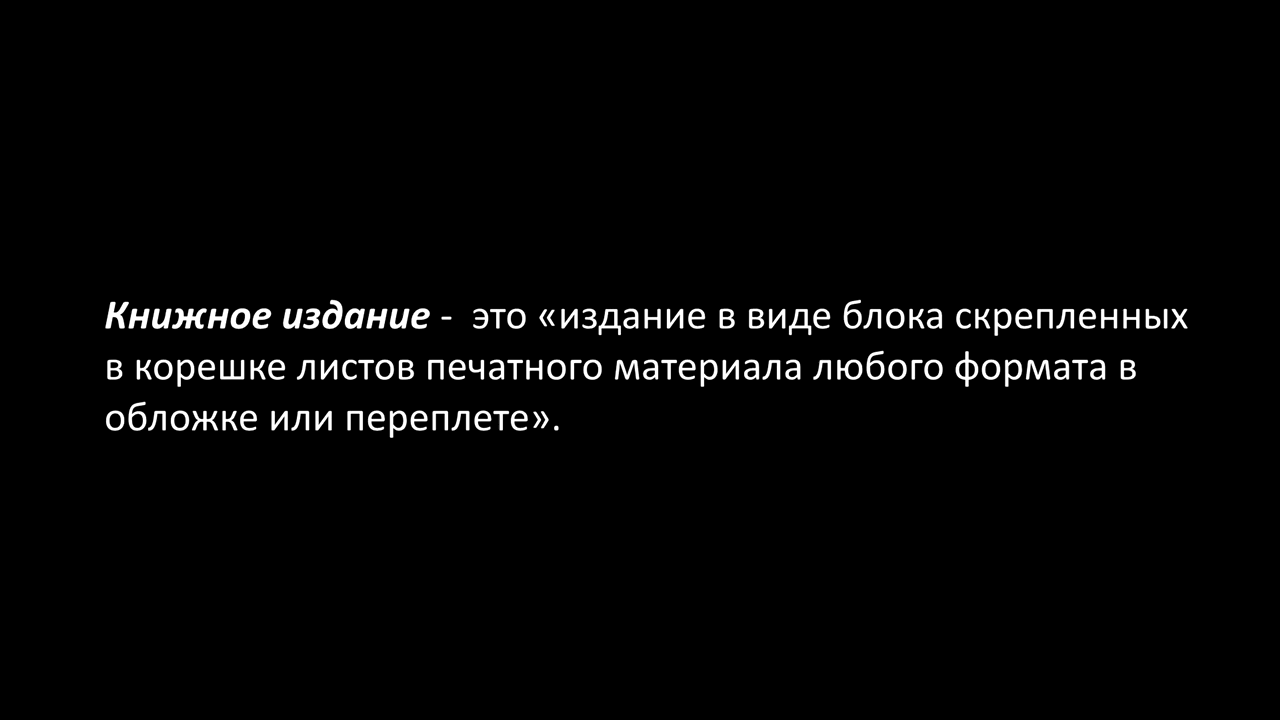 Книжное издание -  это «издание в виде блока скрепленных
в корешке листов печатного материала любого формата в
обложке или переплете».